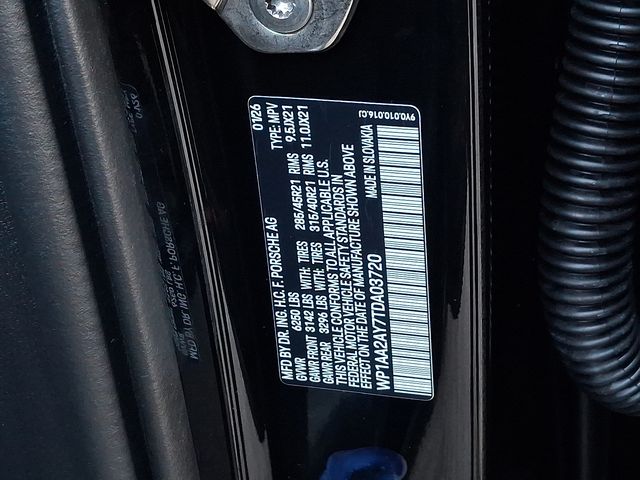 MFD BY DR. ING. H.C. F. PORSCHE AG 01/26
GVWR 6250 LBS TYPE: MPV
GAWR FRONT 3142 LBS WITH: TIRES 285/45R21 RIMS 9.5JX21
GAWR REAR 3296 LBS WITH: TIRES 315/40R21 RIMS 11.0JX21
THIS VEHICLE CONFORMS TO ALL APPLICABLE U.S.
FEDERAL MOTOR VEHICLE SAFETY STANDARDS IN
EFFECT ON THE DATE OF MANUFACTURE SHOWN ABOVE
WP1AA2AY7TDA03720 MADE IN SLOVAKIA
9Y0.010.016.CJ